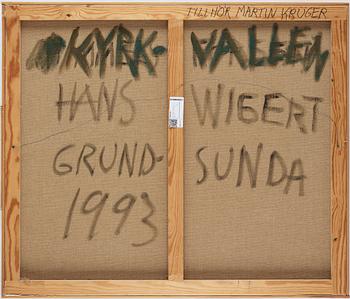 TILLHÖR MARTIN KRÜGER
KYRK- VALLEN
HANS WIGERT
GRUND- SUNDA
1993